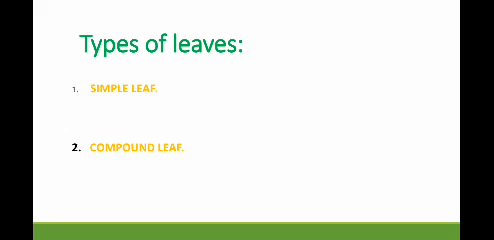 Types of leaves:
1. SIMPLE LEAF.
2. COMPOUND LEAF.